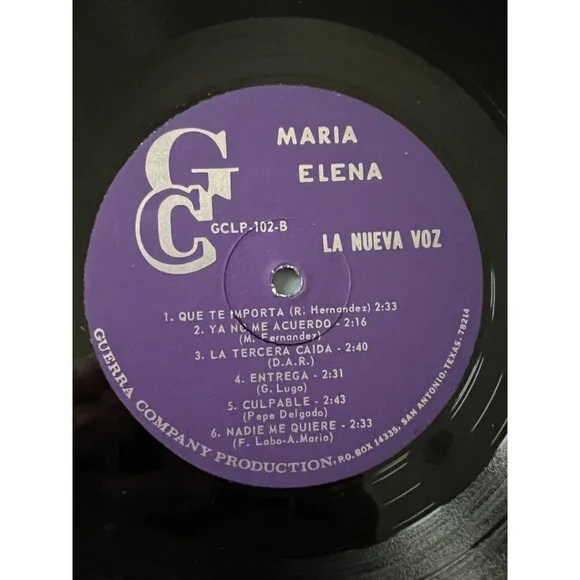 GC
MARIA
ELENA
GCLP-102-B
LA NUEVA VOZ
1. QUE TE IMPORTA (R. Hernandez) 2:33
2. YA NO ME ACUERDO - 2:16
(M. Fernandez)
3. LA TERCERA CAIDA - 2:40
(D.A.R.)
4. ENTREGA - 2:31
(G. Lugo)
5. CULPABLE - 2:43
(Pepe Delgado)
6. NADIE ME QUIERE - 2:33
(F. Lobo-A. Maria)
GUERRA COMPANY PRODUCTION, P.O. BOX 14335, SAN ANTONIO, TEXAS, 78214